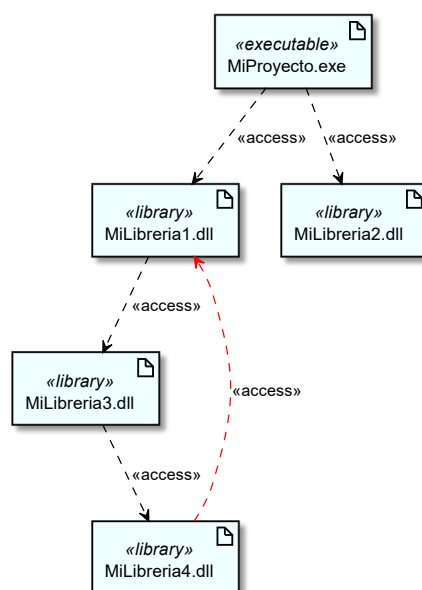 «executable»
MiProyecto.exe
«access»
«access»
«library»
MiLibreria1.dll
«library»
MiLibreria2.dll
«access»
«library»
MiLibreria3.dll
«access»
«access»
«library»
MiLibreria4.dll